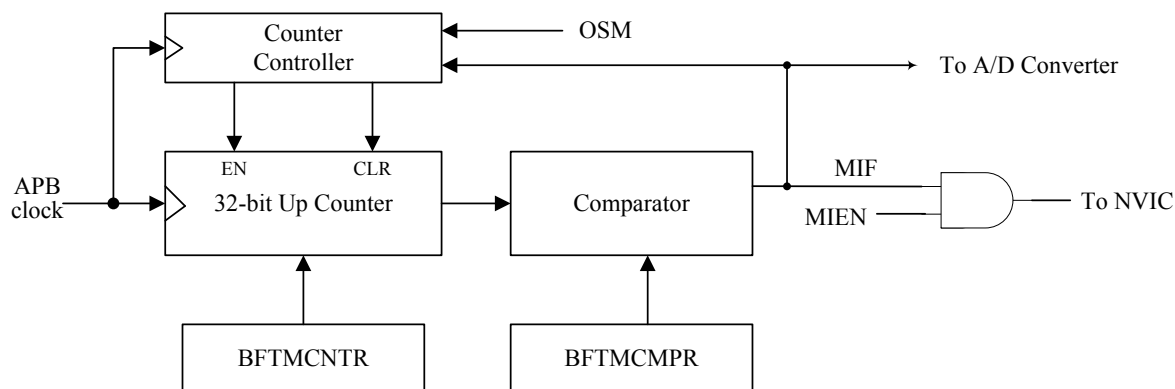 Counter
Controller
OSM
To A/D Converter
EN
CLR
APB
clock
32-bit Up Counter
Comparator
MIF
MIEN
To NVIC
BFTMCNTR
BFTMCMPR